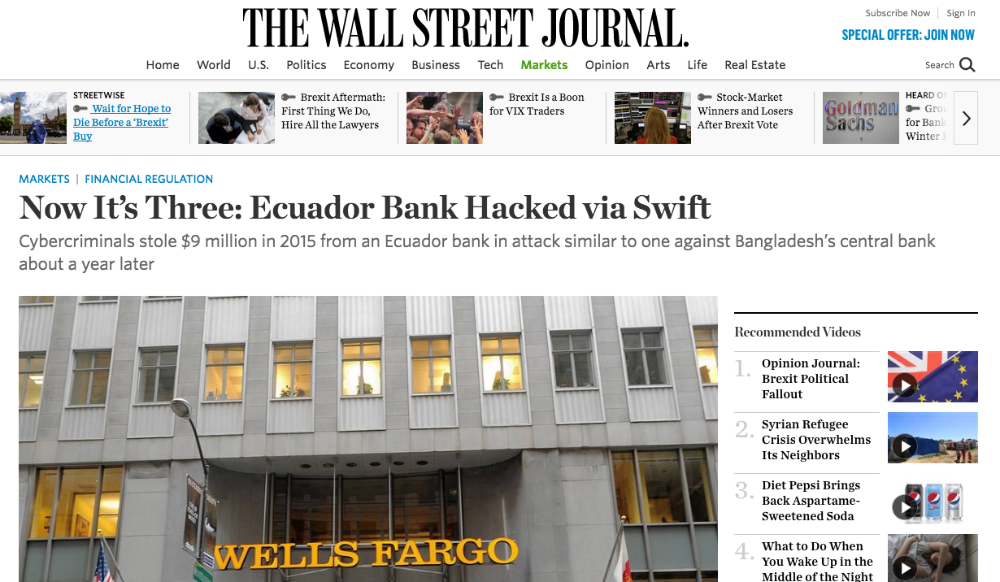 THE WALL STREET JOURNAL.
Subscribe Now | Sign In
SPECIAL OFFER: JOIN NOW
Home World U.S. Politics Economy Business Tech Markets Opinion Arts Life Real Estate
Search
STREETWISE
Wait for Hope to
Die Before a ‘Brexit’
Buy
Brexit Aftermath:
First Thing We Do,
Hire All the Lawyers
Brexit Is a Boon
for VIX Traders
Stock-Market
Winners and Losers
After Brexit Vote
Goldman
Sachs
HEARD
for Bank
Winter
MARKETS | FINANCIAL REGULATION
Now It’s Three: Ecuador Bank Hacked via Swift
Cybercriminals stole $9 million in 2015 from an Ecuador bank in attack similar to one against Bangladesh’s central bank
about a year later
WELLS FARGO
Recommended Videos
1. Opinion Journal:
Brexit Political
Fallout
2. Syrian Refugee
Crisis Overwhelms
Its Neighbors
3. Diet Pepsi Brings
Back Aspartame-
Sweetened Soda
4. What to Do When
You Wake Up in the
Middle of the Night